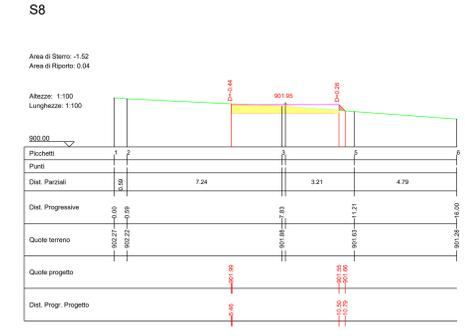 S8
Area di Sterro: -1.52
Area di Riporto: 0.04
Altezze: 1:100
Lunghezze: 1:100
D=-0.44 901.95 D=0.26
900.00
Picchetti 1 2 3 5 6
Punti
Dist. Parziali 0.59 7.24 3.21 4.79
Dist. Progressive 0.00 0.59 7.83 11.21 16.00
Quote terreno 902.27 902.22 901.88 901.63 901.28
Quote progetto 901.99 901.55 901.66
Dist. Progr. Progetto 5.46 10.50 10.79